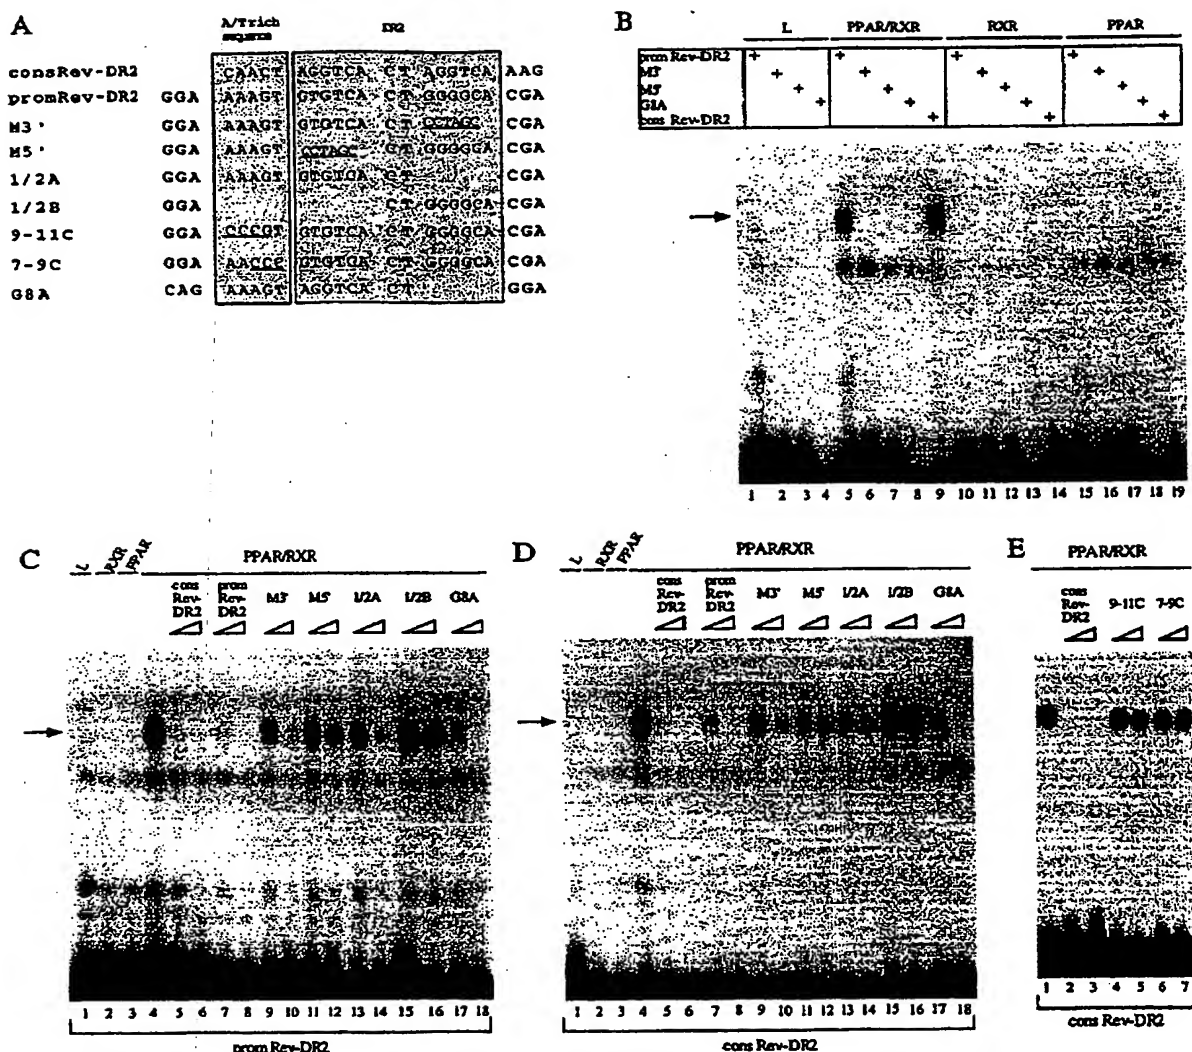 A
A/T rich sequence
DR2
consRev-DR2 CAACT AGGTCA CT AGGTCA AAG
promRev-DR2 GGA AAAGT GTGTCA CT GGGGCA CGA
M3' GGA AAAGT GTGTCA CT CCTAGC CGA
M5' GGA AAAGT CCTAGC CT GGGGCA CGA
1/2A GGA AAAGT GTGTCA CT CGA
1/2B GGA CT GGGGCA CGA
9-11C GGA CCCGT GTGTCA CT GGGGCA CGA
7-9C GGA AACCC GTGTCA CT GGGGCA CGA
G8A CAG AAAGT AGGTCA CT GGA
B
L PPAR/RXR RXR PPAR
prom Rev-DR2 + + + +
M3' + + + +
M5' + + + +
G8A + + + +
cons Rev-DR2 + + +
1 2 3 4 5 6 7 8 9 10 11 12 13 14 15 16 17 18 19
C
L RXR PPAR PPAR/RXR
cons Rev-DR2 prom Rev-DR2 M3' M5' 1/2A 1/2B G8A
1 2 3 4 5 6 7 8 9 10 11 12 13 14 15 16 17 18
prom Rev-DR2
D
L RXR PPAR PPAR/RXR
cons Rev-DR2 prom Rev-DR2 M3' M5' 1/2A 1/2B G8A
1 2 3 4 5 6 7 8 9 10 11 12 13 14 15 16 17 18
cons Rev-DR2
E
PPAR/RXR
cons Rev-DR2 9-11C 7-9C
1 2 3 4 5 6 7
cons Rev-DR2